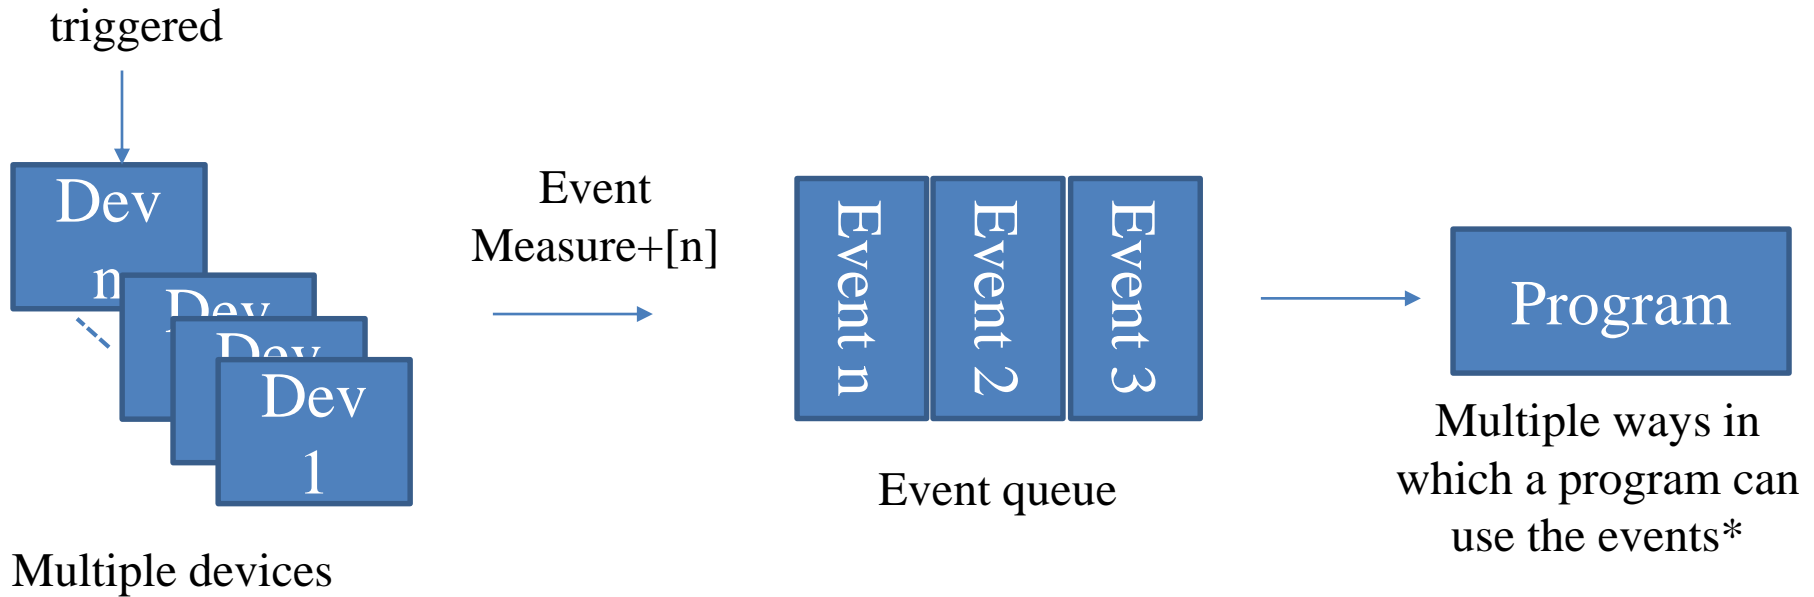 triggered
Dev
n
Dev
Dev
Dev
1
Multiple devices
Event
Measure+[n]
Event n
Event 2
Event 3
Event queue
Program
Multiple ways in
which a program can
use the events*